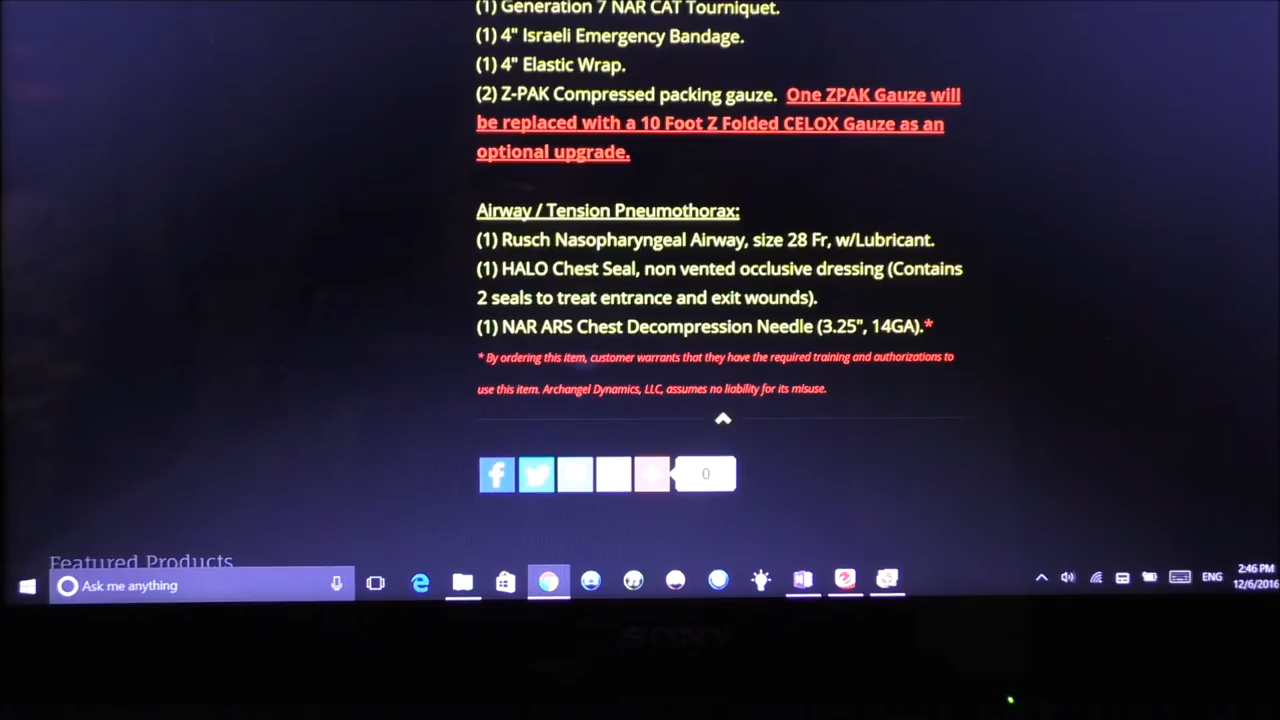 (1) Generation 7 NAR CAT Tourniquet.
(1) 4" Israeli Emergency Bandage.
(1) 4" Elastic Wrap.
(2) Z-PAK Compressed packing gauze. One ZPAK Gauze will
be replaced with a 10 Foot Z Folded CELOX Gauze as an
optional upgrade.
Airway / Tension Pneumothorax:
(1) Rusch Nasopharyngeal Airway, size 28 Fr, w/Lubricant.
(1) HALO Chest Seal, non vented occlusive dressing (Contains
2 seals to treat entrance and exit wounds).
(1) NAR ARS Chest Decompression Needle (3.25", 14GA).*
* By ordering this item, customer warrants that they have the required training and authorizations to
use this item. Archangel Dynamics, LLC, assumes no liability for its misuse.
0
Featured Products
Ask me anything
ENG
2:46 PM
12/6/2016
SONY